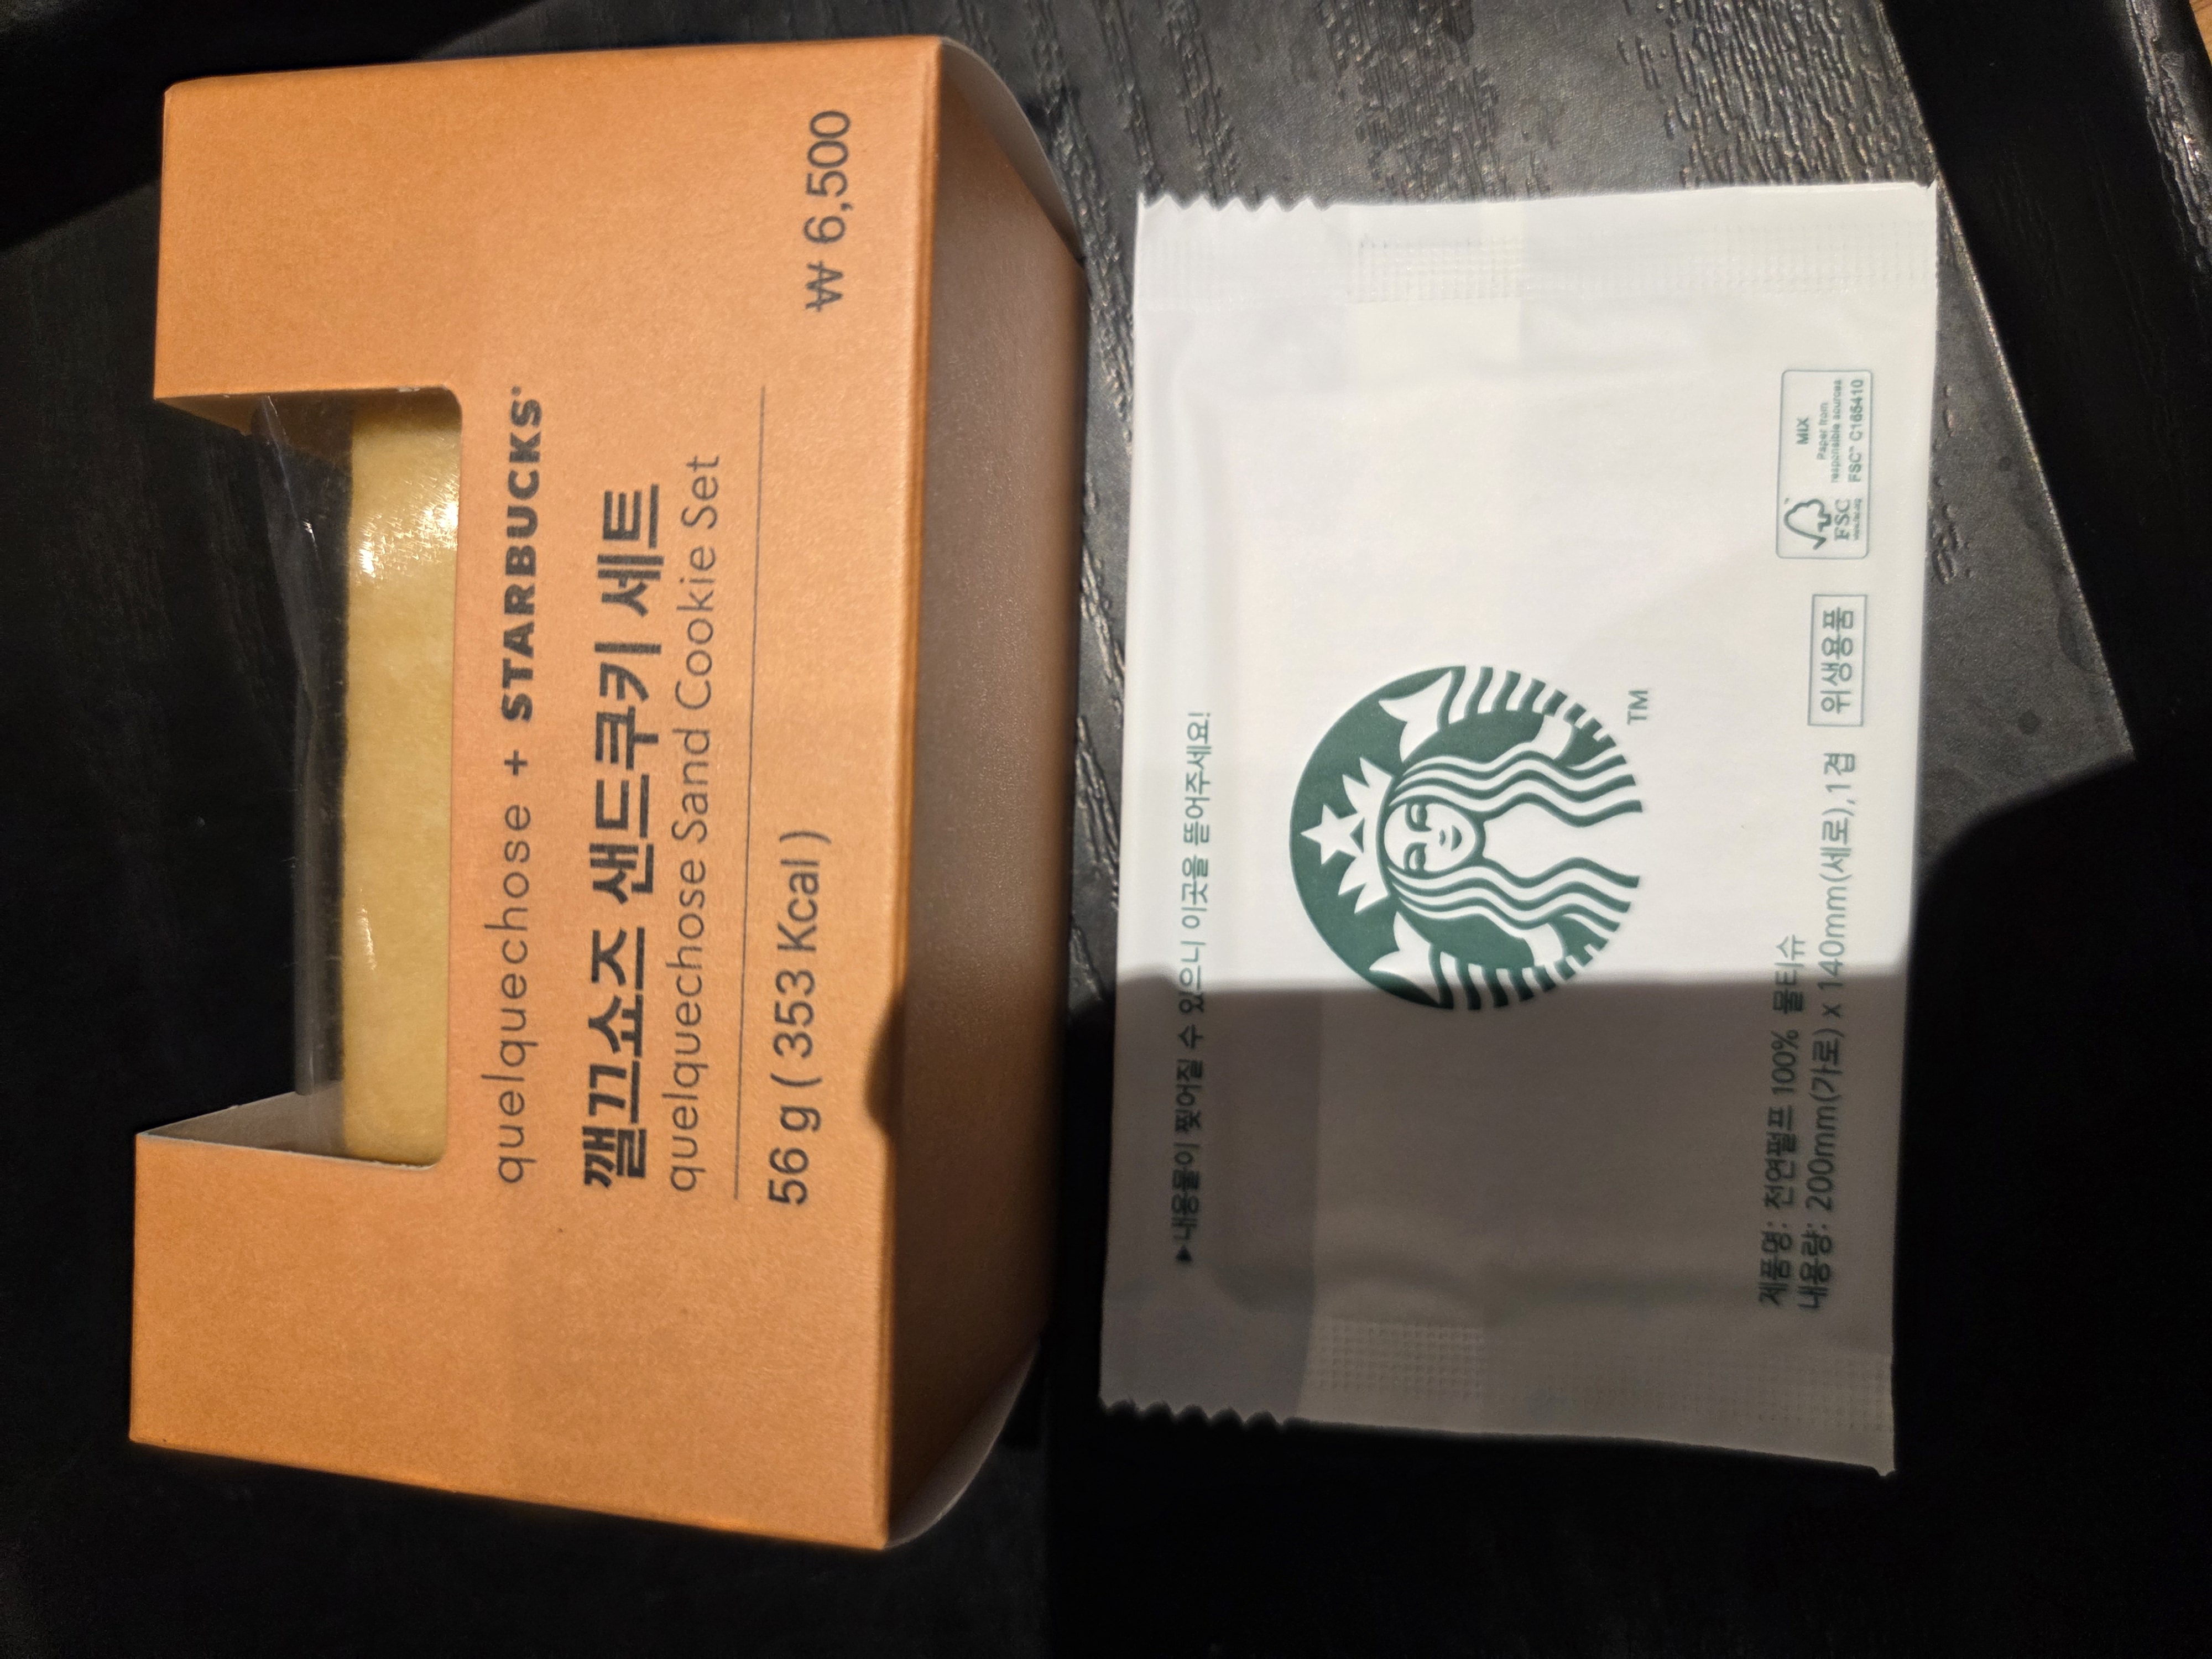 quelquechose + STARBUCKS®
깰끄쇼즈 샌드쿠키 세트
quelquechose Sand Cookie Set
56 g ( 353 Kcal )
₩ 6,500
▶내용물이 찢어질 수 있으니 이곳을 뜯어주세요!
TM
제품명: 천연펄프 100% 물티슈
내용량: 200mm(가로) x 140mm(세로),1겹
위생용품
FSC
MIX
Paper from
responsible sources
FSC™ C165410